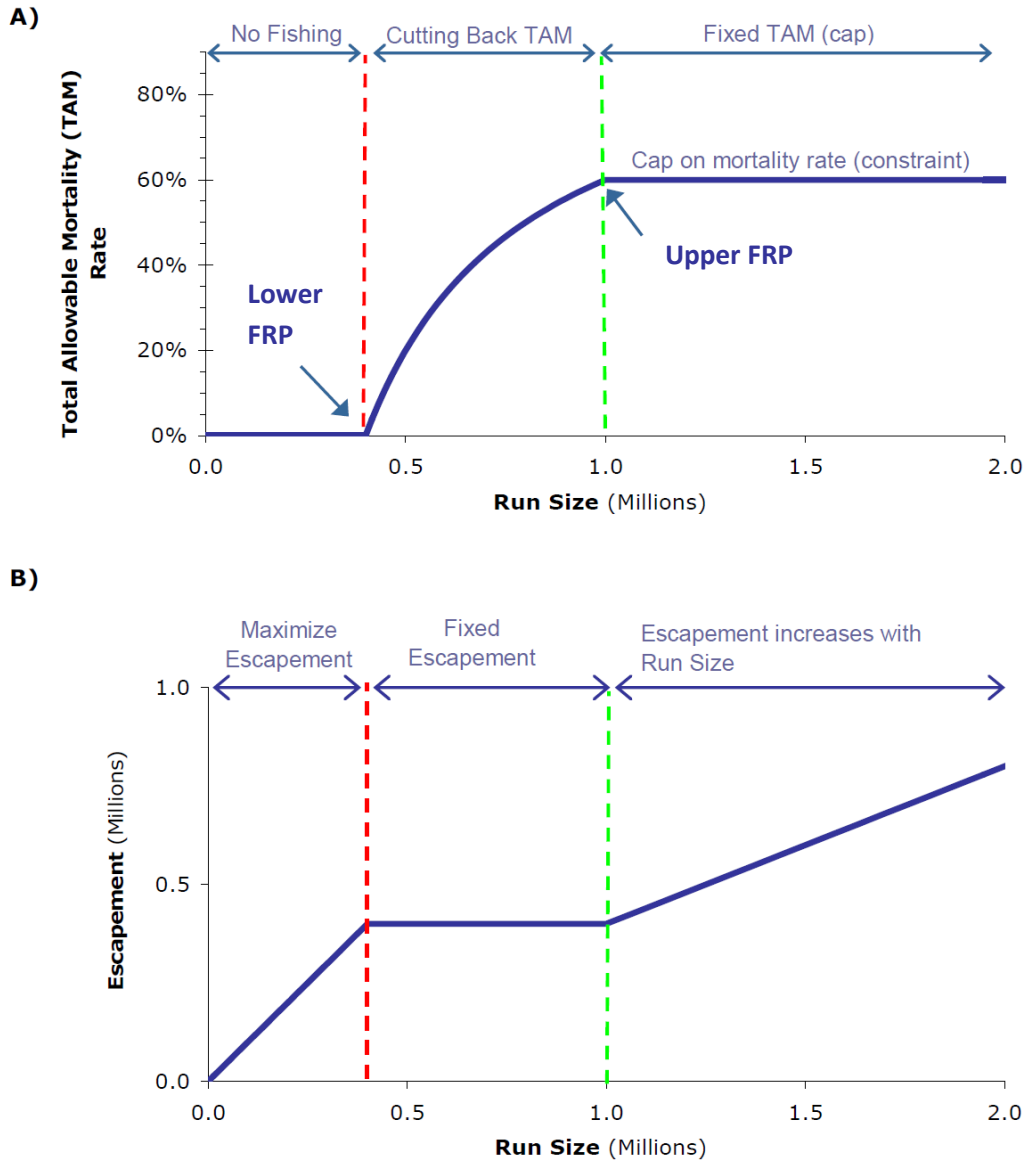 A)
No Fishing
Cutting Back TAM
Fixed TAM (cap)
Total Allowable Mortality (TAM)
Rate
80%
60%
40%
20%
0%
Cap on mortality rate (constraint)
Upper FRP
Lower
FRP
0.0
0.5
1.0
1.5
2.0
Run Size (Millions)
B)
Maximize
Escapement
Fixed
Escapement
Escapement increases with
Run Size
Escapement (Millions)
1.0
0.5
0.0
0.0
0.5
1.0
1.5
2.0
Run Size (Millions)